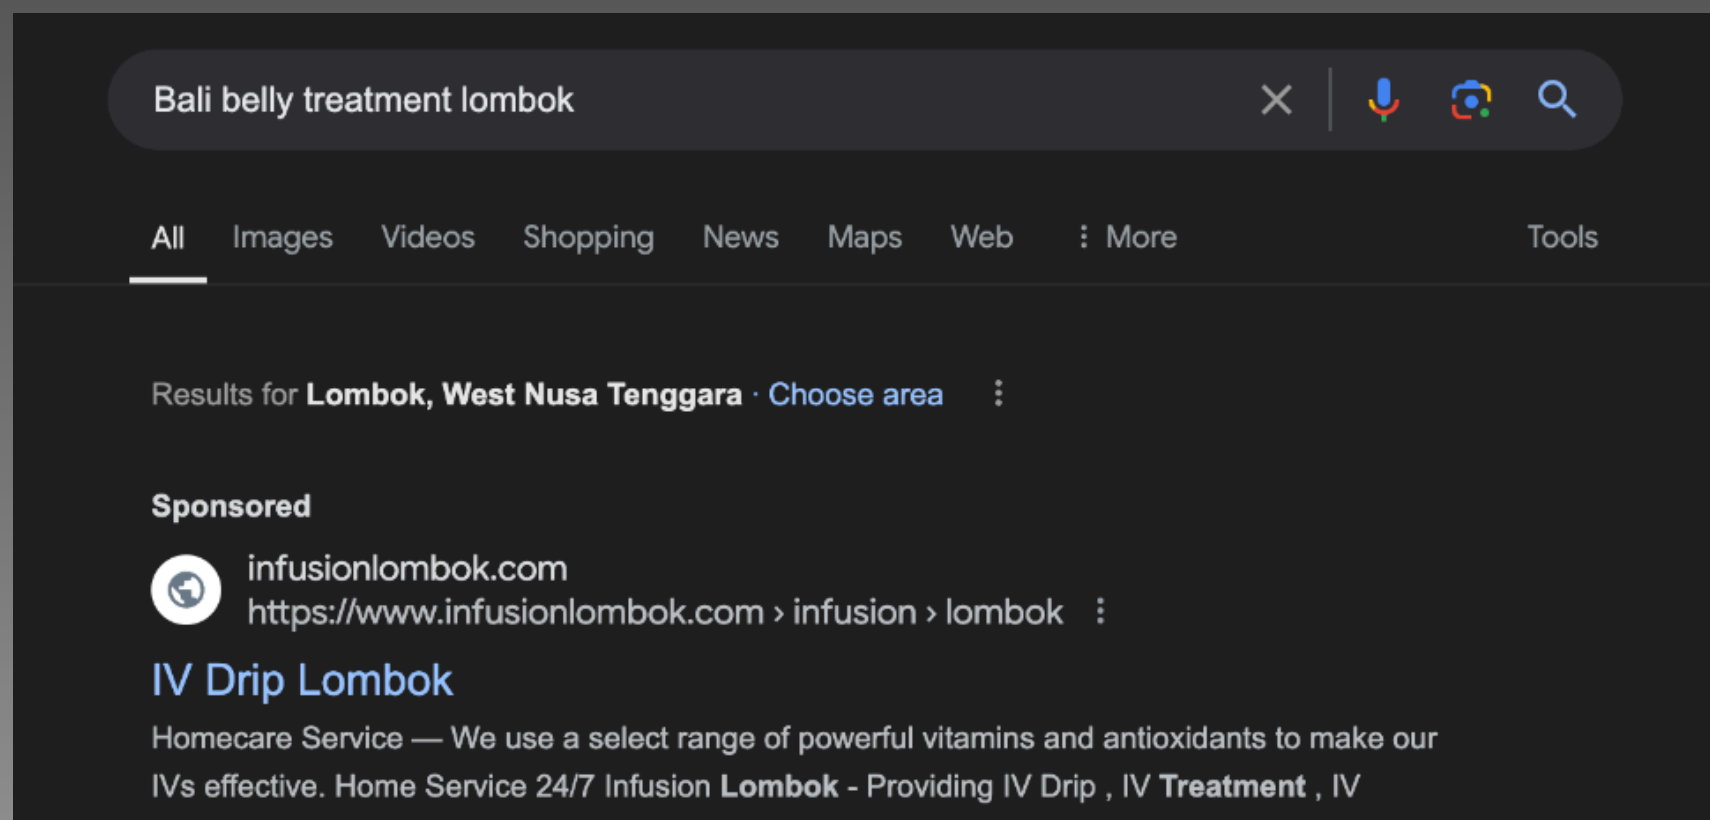 Bali belly treatment lombok
All Images Videos Shopping News Maps Web More Tools
Results for Lombok, West Nusa Tenggara · Choose area
Sponsored
infusionlombok.com
https://www.infusionlombok.com › infusion › lombok
IV Drip Lombok
Homecare Service — We use a select range of powerful vitamins and antioxidants to make our
IVs effective. Home Service 24/7 Infusion Lombok - Providing IV Drip , IV Treatment , IV